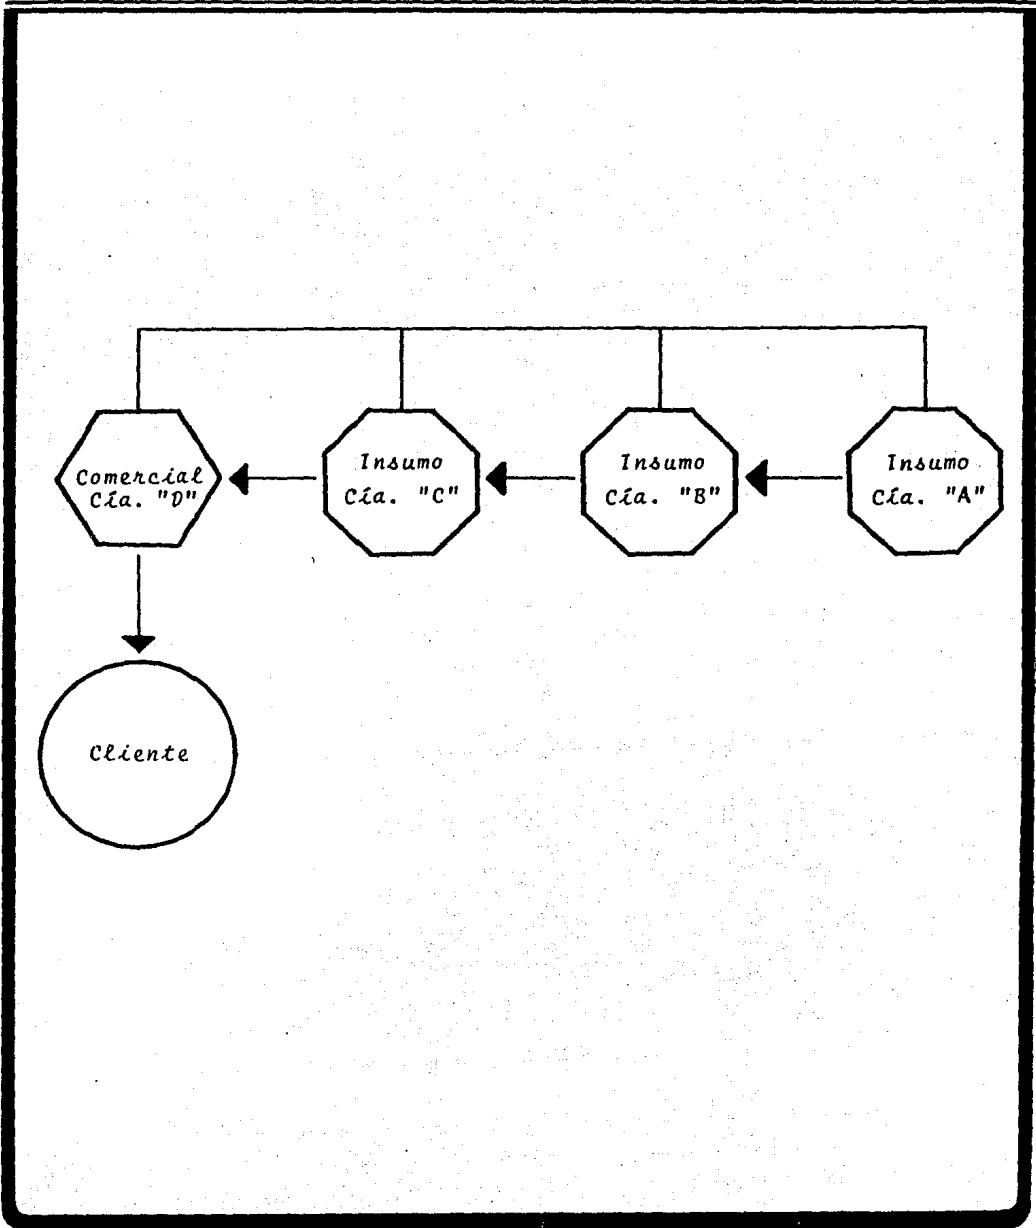 Comercial
Cía. "D"
Insumo
Cía. "C"
Insumo
Cía. "B"
Insumo
Cía. "A"
Cliente